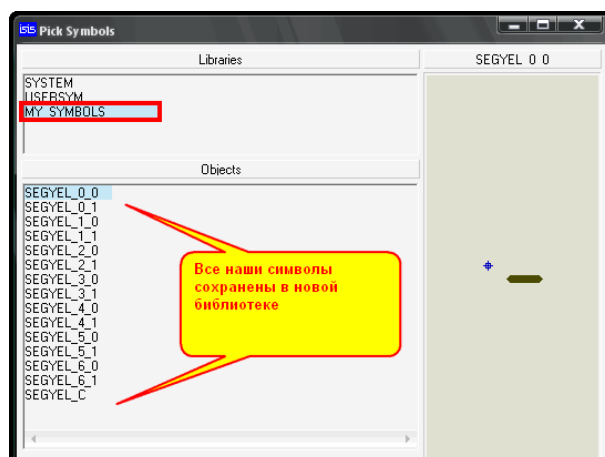 isis Pick Symbols
Libraries
SEGYEL 0 0
SYSTEM
USERSYM
MY SYMBOLS
Objects
SEGYEL_0_0
SEGYEL_0_1
SEGYEL_1_0
SEGYEL_1_1
SEGYEL_2_0
SEGYEL_2_1
SEGYEL_3_0
SEGYEL_3_1
SEGYEL_4_0
SEGYEL_4_1
SEGYEL_5_0
SEGYEL_5_1
SEGYEL_6_0
SEGYEL_6_1
SEGYEL_C
Все наши символы
сохранены в новой
библиотеке